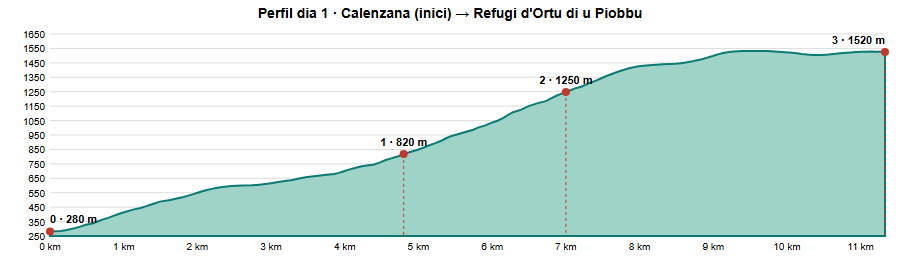 Perfil dia 1 · Calenzana (inici) → Refugi d'Ortu di u Piobbu
1650
1550
1450
1350
1250
1150
1050
950
850
750
650
550
450
350
250
0 · 280 m
1 · 820 m
2 · 1250 m
3 · 1520 m
0 km
1 km
2 km
3 km
4 km
5 km
6 km
7 km
8 km
9 km
10 km
11 km